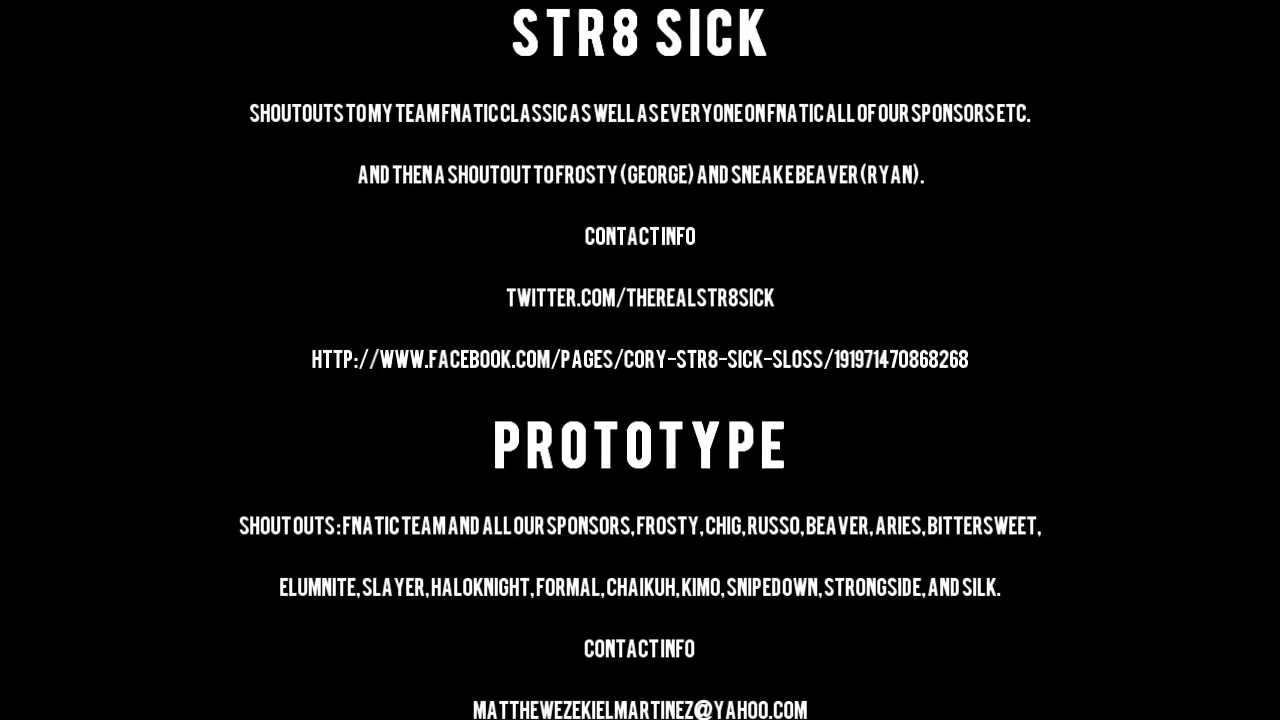 STR8 SICK
SHOUTOUTS TO MY TEAM FNATIC CLASSIC AS WELL AS EVERYONE ON FNATIC ALL OF OUR SPONSORS ETC.
AND THEN A SHOUTOUT TO FROSTY (GEORGE) AND SNEAKEBEAVER (RYAN).
CONTACT INFO
TWITTER.COM/THEREALSTR8SICK
HTTP://WWW.FACEBOOK.COM/PAGES/CORY-STR8-SICK-SLOSS/191971470868268
PROTOTYPE
SHOUT OUTS: FNATIC TEAM AND ALL OUR SPONSORS, FROSTY, CHIG, RUSSO, BEAVER, ARIES, BITTERSWEET,
ELUMNITE, SLAYER, HALOKNIGHT, FORMAL, CHAIKUH, KIMO, SNIPEDOWN, STRONGSIDE, AND SILK.
CONTACT INFO
MATTHEWEZEKIELMARTINEZ@YAHOO.COM